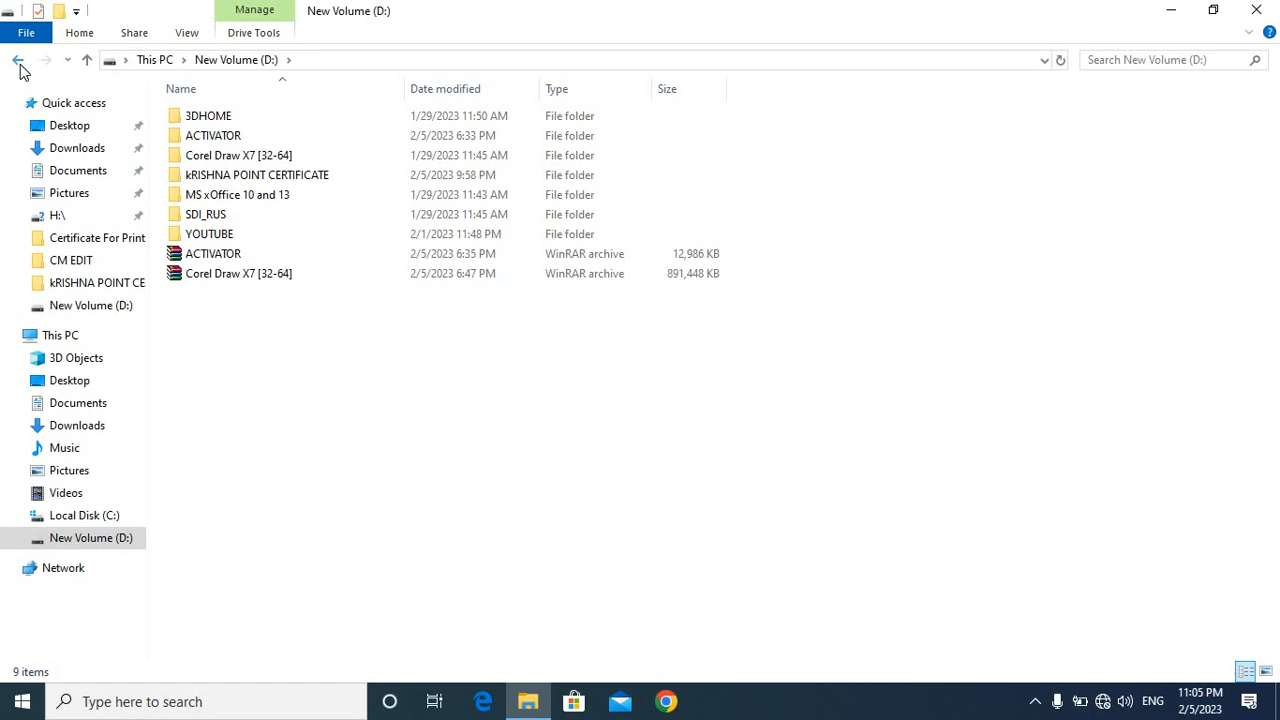 Manage
New Volume (D:)
File
Home
Share
View
Drive Tools
This PC
New Volume (D:)
Search New Volume (D:)
Name
Date modified
Type
Size
3DHOME 1/29/2023 11:50 AM File folder
ACTIVATOR 2/5/2023 6:33 PM File folder
Corel Draw X7 [32-64] 1/29/2023 11:45 AM File folder
kRISHNA POINT CERTIFICATE 2/5/2023 9:58 PM File folder
MS xOffice 10 and 13 1/29/2023 11:43 AM File folder
SDI_RUS 1/29/2023 11:45 AM File folder
YOUTUBE 2/1/2023 11:48 PM File folder
ACTIVATOR 2/5/2023 6:35 PM WinRAR archive 12,986 KB
Corel Draw X7 [32-64] 2/5/2023 6:47 PM WinRAR archive 891,448 KB
Quick access
Desktop
Downloads
Documents
Pictures
H:\
Certificate For Print
CM EDIT
kRISHNA POINT CE
New Volume (D:)
This PC
3D Objects
Desktop
Documents
Downloads
Music
Pictures
Videos
Local Disk (C:)
New Volume (D:)
Network
9 items
Type here to search
ENG
11:05 PM
2/5/2023